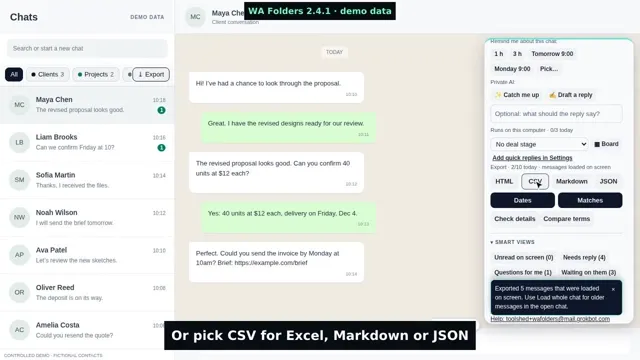 WA Folders 2.4.1 · demo data
Chats
DEMO DATA
Search or start a new chat
All
Clients 3
Projects 2
Export
MC
Maya Chen
The revised proposal looks good.
10:18
1
LB
Liam Brooks
Can we confirm Friday at 10?
10:16
1
SM
Sofia Martin
Thanks, I received the files.
10:12
NW
Noah Wilson
I will send the brief tomorrow.
10:12
AP
Ava Patel
Let's review the new sketches.
10:10
OR
Oliver Reed
The deposit is on its way.
AC
Amelia Costa
Could you resend the quote?
CONTROLLED DEMO · FICTIONAL CONTACTS
MC
Maya Che
Client conversation
TODAY
Hi! I've had a chance to look through the proposal.
10:10
Great. I have the revised designs ready for our review.
10:11
The revised proposal looks good. Can you confirm 40
units at $12 each?
10:12
Yes: 40 units at $12 each, delivery on Friday, Dec 4.
10:13
Perfect. Could you send the invoice by Monday at
10am? Brief: https://example.com/brief
10:14
Remind me about this chat:
1 h
3 h
Tomorrow 9:00
Monday 9:00
Pick...
Private AI:
Catch me up
Draft a reply
Optional: what should the reply say?
Runs on this computer · 0/3 today
No deal stage
Board
Add quick replies in Settings
Export · 2/10 today · messages loaded on screen
HTML
CSV
Markdown
JSON
Dates
Matches
Check details
Compare terms
SMART VIEWS
Unread on screen (0)
Needs reply (4)
Questions for me (1)
Waiting on them (3)
Exported 5 messages that were loaded
on screen. Use Load whole chat for older
messages in the open chat.
×
Help: toolshed+wafolders@mail.grokbot.com
Or pick CSV for Excel, Markdown or JSON